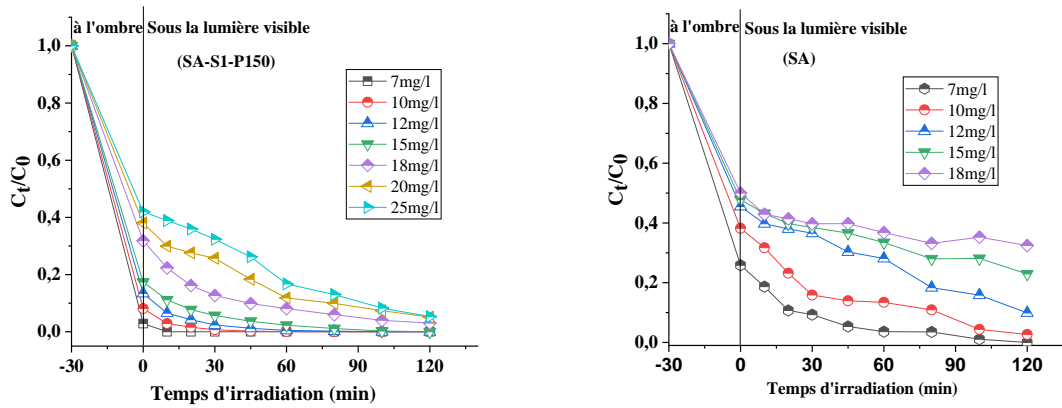 à l'ombre Sous la lumière visible
(SA-S1-P150)
1,0
0,8
0,6
0,4
0,2
0,0
Ct/C0
7mg/l
10mg/l
12mg/l
15mg/l
18mg/l
20mg/l
25mg/l
-30 0 30 60 90 120
Temps d'irradiation (min)
à l'ombre Sous la lumière visible
(SA)
1,0
0,8
0,6
0,4
0,2
0,0
Ct/C0
7mg/l
10mg/l
12mg/l
15mg/l
18mg/l
-30 0 30 60 90 120
Temps d'irradiation (min)